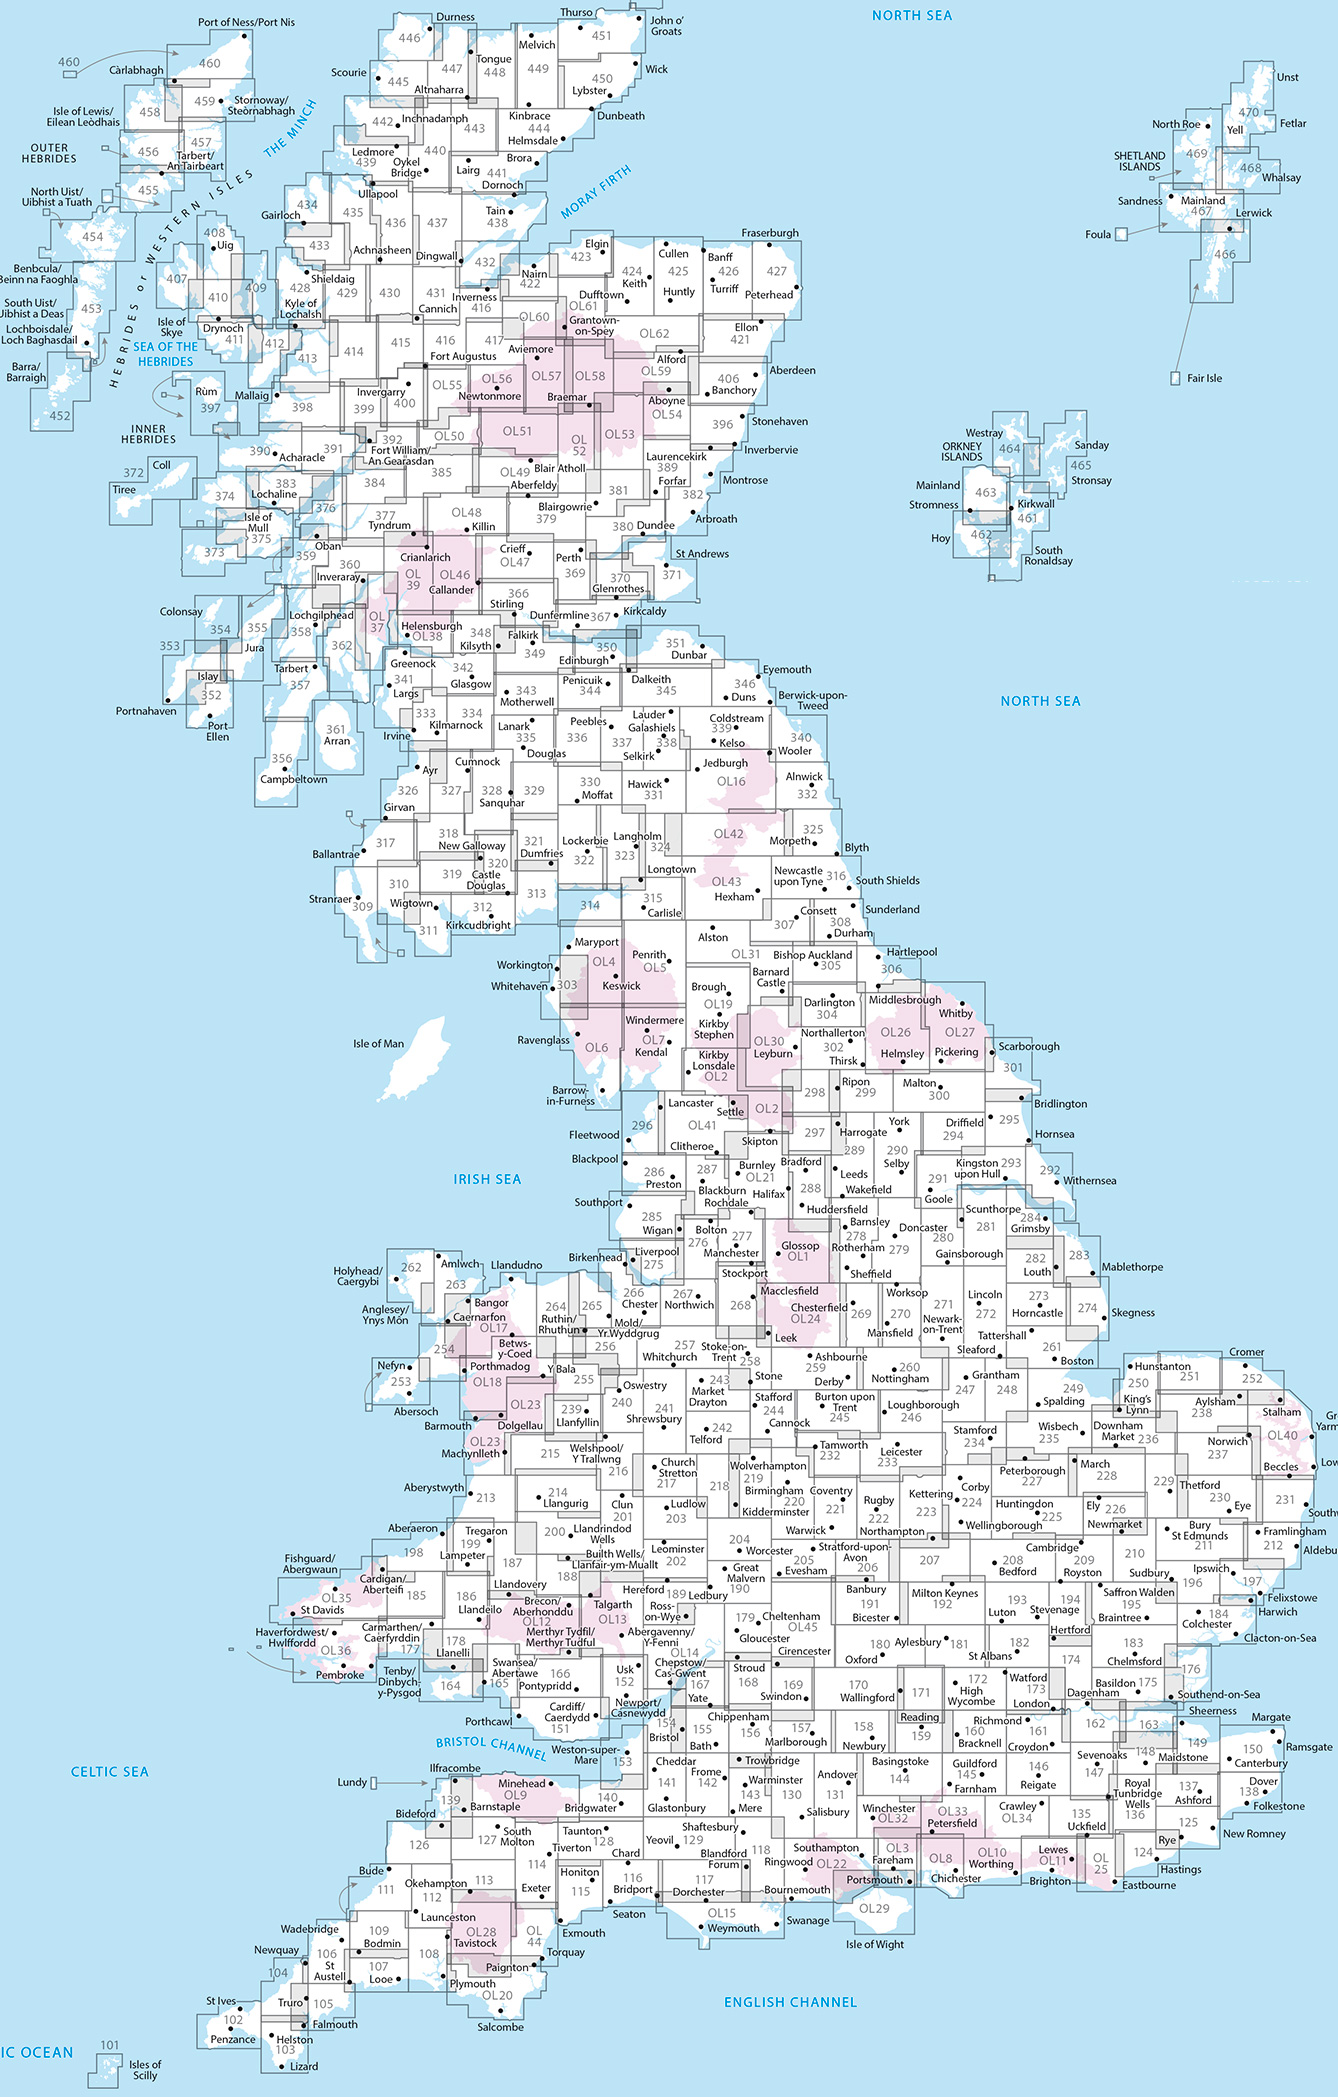 NORTH SEA
Port of Ness/Port Nis
460
460
Càrlabhagh
458
459
Stornoway/
Steòrnabhagh
Isle of Lewis/
Eilean Leòdhais
OUTER
HEBRIDES
456
457
Tarbert/
An Tairbeart
455
North Uist/
Uibhist a Tuath
454
Benbcula/
Beinn na Faoghla
South Uist/
453
Lochboisdale/
Loch Baghasdail
Barra/
Barraigh
452
THE MINCH
HEBRIDES or WESTERN ISLES
SEA OF THE
HEBRIDES
INNER
HEBRIDES
Durness
Thurso
John o'
Groats
446
451
Melvich
Tongue
447
448
449
Scourie
445
450
Wick
Altnaharra
Lybster
442
Inchnadamph
Kinbrace
Dunbeath
443
444
Helmsdale
Ledmore
440
439
Oykel
Bridge
Lairg
Brora
441
Dornoch
Ullapool
MORAY FIRTH
434
435
436
437
Tain
438
Gairloch
433
Achnasheen
Dingwall
432
408
Uig
407
409
410
Isle of
Skye
Drynoch
411
412
428
Shieldaig
429
430
431
Kyle of
Lochalsh
Cannich
Inverness
416
Nairn
422
Elgin
423
Cullen
Fraserburgh
424
Keith
425
Banff
426
427
Turriff
Huntly
Dufftown
Peterhead
OL61
OL60
Grantown-
on-Spey
OL62
Ellon
421
413
414
415
416
417
Fort Augustus
Aviemore
Alford
OL59
406
Banchory
Aberdeen
Rùm
397
Mallaig
398
Invergarry
399
400
OL55
OL56
Newtonmore
OL57
OL58
Braemar
Aboyne
OL54
396
Stonehaven
390
Acharacle
391
392
Fort William/
An Gearasdan
OL50
OL51
OL
52
OL53
Laurencekirk
Inverbervie
372
Coll
Tiree
374
383
Lochaline
376
384
385
OL49
Blair Atholl
Aberfeldy
381
389
Forfar
382
Montrose
Isle of
Mull
375
373
377
Tyndrum
OL48
Killin
Blairgowrie
379
380
Dundee
Arbroath
Oban
359
360
Crianlarich
OL
39
OL46
Callander
Crieff
OL47
Perth
369
370
371
St Andrews
Glenrothes
Inveraray
366
Stirling
Dunfermline
367
Kirkcaldy
Colonsay
354
355
353
Lochgilphead
358
OL
37
Helensburgh
OL38
348
Kilsyth
Falkirk
349
350
Edinburgh
351
Dunbar
Jura
Islay
352
Portnahaven
Port
Ellen
Tarbert
357
362
Greenock
341
Largs
342
Glasgow
343
Motherwell
Penicuik
344
Dalkeith
345
346
Duns
Eyemouth
Berwick-upon-
Tweed
333
334
Irvine
Kilmarnock
Lanark
335
Peebles
336
337
Lauder
Galashiels
338
Selkirk
Coldstream
339
Kelso
340
Wooler
361
Arran
356
Campbeltown
Ayr
Cumnock
Douglas
326
327
328
Sanquhar
329
330
Moffat
Hawick
331
Jedburgh
OL16
Alnwick
332
Girvan
317
Ballantrae
318
New Galloway
319
320
Castle
Douglas
321
Dumfries
Lockerbie
322
Langholm
323
324
Longtown
OL42
325
Morpeth
Blyth
OL43
Hexham
Newcastle
upon Tyne
316
South Shields
Stranraer
309
310
Wigtown
311
312
Kirkcudbright
313
314
315
Carlisle
Consett
307
308
Sunderland
Durham
Maryport
Alston
Workington
Whitehaven
303
OL4
Keswick
Penrith
OL5
OL31
Bishop Auckland
305
Hartlepool
306
Barnard
Castle
Brough
OL19
Darlington
304
Middlesbrough
Whitby
Ravenglass
OL6
Windermere
OL7
Kendal
Kirkby
Stephen
Kirkby
Lonsdale
OL2
OL30
Leyburn
Northallerton
302
Thirsk
OL26
Helmsley
OL27
Pickering
Scarborough
301
Isle of Man
Barrow-
in-Furness
298
Ripon
299
Malton
300
Bridlington
Lancaster
Settle
OL2
OL41
296
Fleetwood
Clitheroe
Skipton
297
Harrogate
289
York
290
Driffield
294
295
Hornsea
Blackpool
286
Preston
287
Burnley
OL21
Bradford
Leeds
Selby
Kingston
upon Hull
293
292
Withernsea
IRISH SEA
Blackburn
Rochdale
Halifax
288
Wakefield
291
Goole
Southport
285
Wigan
Bolton
Huddersfield
Barnsley
278
Doncaster
280
Scunthorpe
281
284
Grimsby
Birkenhead
Liverpool
275
276
277
Manchester
Stockport
Glossop
OL1
Rotherham
279
Sheffield
Gainsborough
282
Louth
283
Mablethorpe
Holyhead/
Caergybi
262
Amlwch
263
Llandudno
Anglesey/
Ynys Môn
Bangor
Caernarfon
OL17
264
Ruthin/
Rhuthun
265
266
Chester
267
Northwich
268
Macclesfield
Chesterfield
OL24
269
Worksop
270
Mansfield
271
Newark-
on-Trent
Lincoln
272
273
Horncastle
274
Skegness
Tattershall
Mold/
Yr Wyddgrug
Leek
254
Betws-
y-Coed
256
257
Whitchurch
Stoke-on-
Trent
258
Ashbourne
259
Derby
260
Nottingham
Sleaford
261
Boston
Nefyn
253
Abersoch
Porthmadog
OL18
Y Bala
255
Oswestry
240
Market
Drayton
243
Stone
Stafford
244
Burton upon
Trent
245
Loughborough
246
Grantham
247
248
249
Spalding
Hunstanton
250
251
Cromer
252
King's
Lynn
Aylsham
238
Stalham
Barmouth
OL23
Dolgellau
239
Llanfyllin
241
Shrewsbury
242
Telford
Cannock
Stamford
234
Wisbech
235
Downham
Market
236
Norwich
237
OL40
Beccles
Machynlleth
OL23
215
Welshpool/
Y Trallwng
216
Church
Stretton
217
218
Wolverhampton
219
Birmingham
220
Tamworth
232
Leicester
233
Peterborough
227
March
228
229
Thetford
230
Eye
231
Aberystwyth
213
214
Llangurig
Clun
201
Ludlow
203
Kidderminster
Coventry
221
Rugby
222
Kettering
223
Corby
224
Huntingdon
225
Ely
226
Newmarket
Bury
St Edmunds
211
Framlingham
212
Aberaeron
198
Tregaron
199
200
Llandrindod
Wells
Leominster
202
204
Worcester
Warwick
Stratford-upon-
Avon
Northampton
Wellingborough
Cambridge
Lampeter
187
Builth Wells/
Llanfair-ym-Muallt
188
Great
Malvern
190
205
Evesham
206
Banbury
207
208
Bedford
209
Royston
210
Sudbury
196
Ipswich
197
Fishguard/
Abergwaun
Cardigan/
Aberteifi
OL35
St Davids
185
186
Llandovery
Hereford
189
Ledbury
191
Bicester
Milton Keynes
192
193
Luton
194
Stevenage
Saffron Walden
195
Braintree
184
Colchester
Felixstowe
Harwich
Haverfordwest/
Hwlffordd
OL36
Pembroke
Carmarthen/
Caerfyrddin
177
Llandeilo
178
Llanelli
Brecon/
Aberhonddu
OL12
Talgarth
OL13
Merthyr Tydfil/
Merthyr Tudful
Abergavenny/
Y-Fenni
Ross-
on-Wye
OL14
179
Gloucester
Cheltenham
OL45
Cirencester
180
Oxford
Aylesbury
181
182
St Albans
Hertford
174
183
Chelmsford
Clacton-on-Sea
Tenby/
Dinbych-
y-Pysgod
164
165
Swansea/
Abertawe
166
Pontypridd
Usk
152
Chepstow/
Cas-Gwent
167
Yate
Stroud
168
169
Swindon
170
Wallingford
171
172
High
Wycombe
Watford
173
London
Dagenham
Basildon
175
176
Southend-on-Sea
Porthcawl
Cardiff/
Caerdydd
151
Newport/
Casnewydd
154
Bristol
155
Bath
Chippenham
156
157
Marlborough
158
Newbury
Reading
159
160
Bracknell
Richmond
161
Croydon
162
163
Sheerness
Margate
Ramsgate
BRISTOL CHANNEL
Weston-super-
Mare
153
Cheddar
141
Glastonbury
Frome
142
Trowbridge
Warminster
143
Mere
130
131
Andover
Basingstoke
144
Guildford
145
Farnham
146
Reigate
Sevenoaks
147
148
Maidstone
149
150
Canterbury
CELTIC SEA
Lundy
Ilfracombe
139
Barnstaple
Minehead
OL9
Bridgwater
140
Salisbury
Winchester
OL32
OL33
Petersfield
Crawley
OL34
135
Uckfield
Royal
Tunbridge
Wells
136
137
Ashford
Dover
138
Folkestone
Bideford
126
127
South
Molton
Taunton
Tiverton
128
Chard
Yeovil
129
Shaftesbury
Blandford
Forum
118
Ringwood
Southampton
OL22
OL3
Fareham
Portsmouth
OL8
Chichester
OL10
Worthing
Lewes
OL11
Brighton
OL
25
Eastbourne
124
Rye
125
Hastings
New Romney
Bude
111
Okehampton
112
113
114
Exeter
Honiton
115
116
Bridport
117
Dorchester
Bournemouth
Seaton
OL15
Weymouth
Swanage
OL29
Isle of Wight
Launceston
Wadebridge
109
Bodmin
OL28
Tavistock
OL
44
Exmouth
Torquay
Newquay
104
106
St
Austell
107
Looe
108
Plymouth
Paignton
OL20
Salcombe
St Ives
102
Penzance
Truro
105
Falmouth
Helston
103
Lizard
ENGLISH CHANNEL
IC OCEAN
101
Isles of
Scilly
Unst
470
Yell
Fetlar
North Roe
469
SHETLAND
ISLANDS
468
Whalsay
Sandness
Mainland
467
Lerwick
Foula
466
Fair Isle
Westray
464
Sanday
465
Stronsay
ORKNEY
ISLANDS
Mainland
463
Stromness
Kirkwall
461
462
Hoy
South
Ronaldsay
NORTH SEA